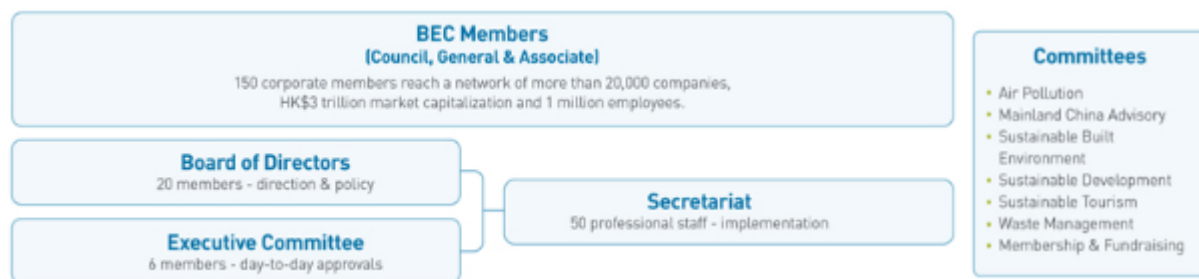 BEC Members
(Council, General & Associate)
150 corporate members reach a network of more than 20,000 companies,
HK$3 trillion market capitalization and 1 million employees.
Board of Directors
20 members - direction & policy
Executive Committee
6 members - day-to-day approvals
Secretariat
50 professional staff - implementation
Committees
• Air Pollution
• Mainland China Advisory
• Sustainable Built
Environment
• Sustainable Development
• Sustainable Tourism
• Waste Management
• Membership & Fundraising